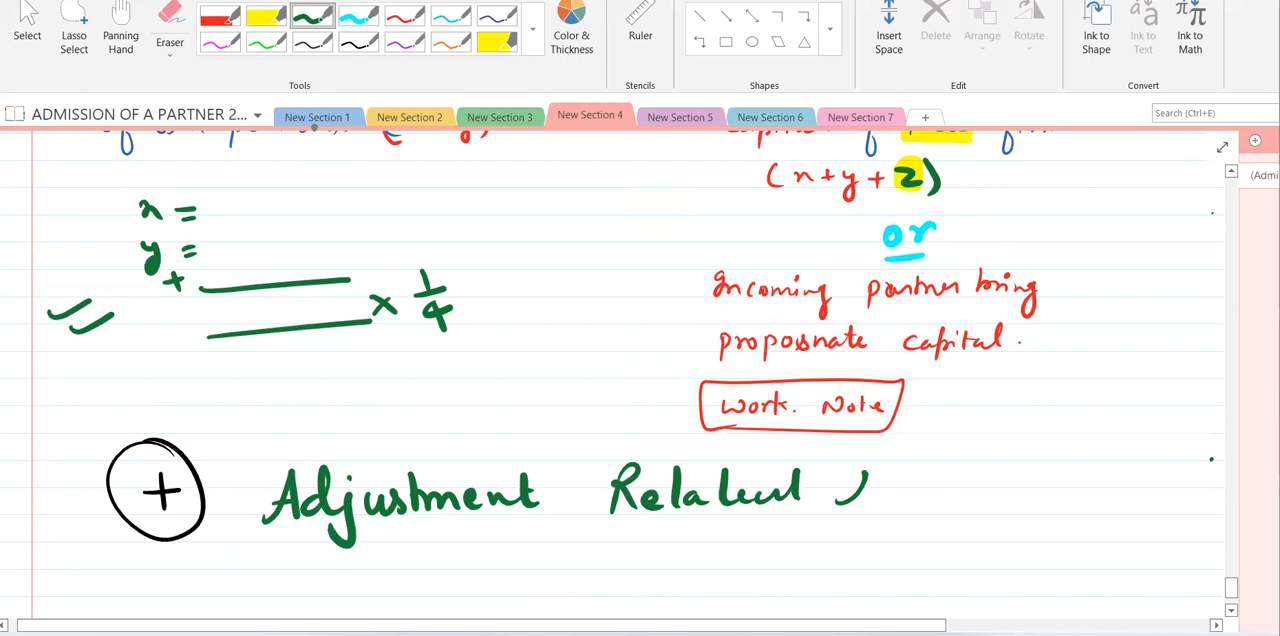 Select
Lasso Select
Panning Hand
Eraser
Color & Thickness
Ruler
Insert Space
Delete
Arrange
Rotate
Ink to Shape
Ink to Text
Ink to Math
Tools
Stencils
Shapes
Edit
Convert
ADMISSION OF A PARTNER 2...
New Section 1
New Section 2
New Section 3
New Section 4
New Section 5
New Section 6
New Section 7
+
Search (Ctrl+E)
(Admi
(x+y+z)
or
x =
y =
+
x 1/4
Incoming partner bring
proposnate capital.
Work. Note
+ Adjustment Related